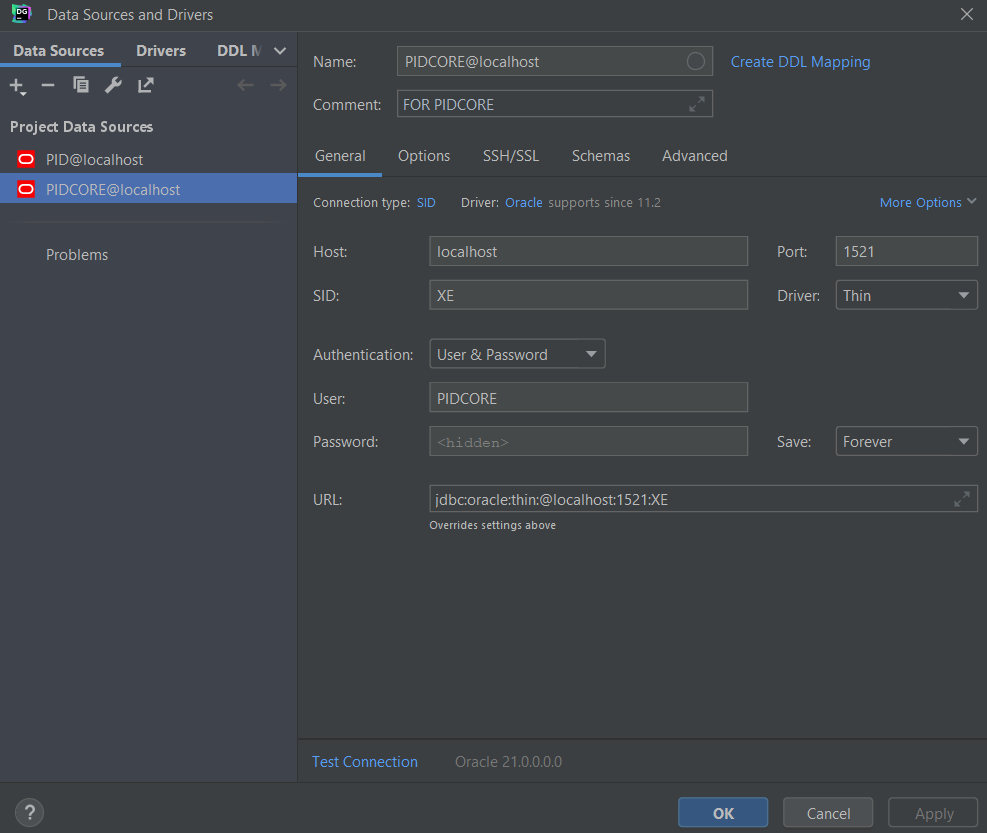 DG
Data Sources and Drivers
Data Sources Drivers DDL M
Project Data Sources
PID@localhost
PIDCORE@localhost
Problems
Name: PIDCORE@localhost Create DDL Mapping
Comment: FOR PIDCORE
General Options SSH/SSL Schemas Advanced
Connection type: SID Driver: Oracle supports since 11.2 More Options
Host: localhost Port: 1521
SID: XE Driver: Thin
Authentication: User & Password
User: PIDCORE
Password: <hidden> Save: Forever
URL: jdbc:oracle:thin:@localhost:1521:XE
Overrides settings above
Test Connection Oracle 21.0.0.0.0
? OK Cancel Apply